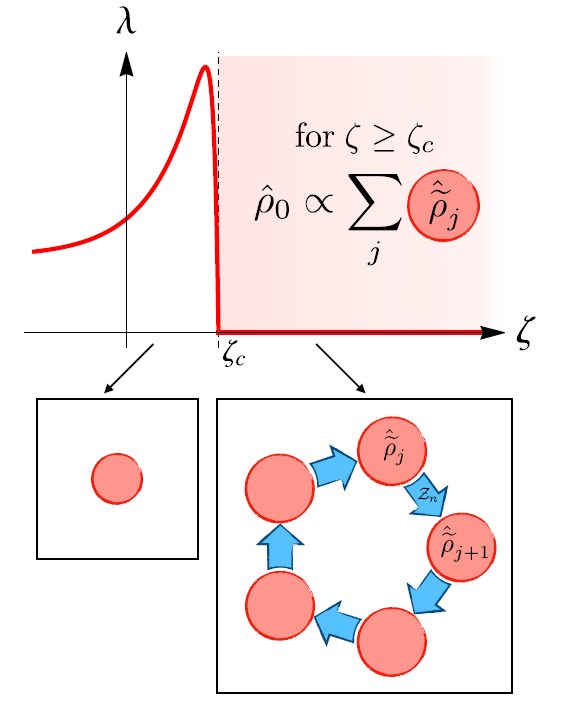 λ
for ζ ≥ ζ_c
ρ̂_0 ∝ ∑_j ρ̃̂_j
ζ
ζ_c
ρ̃̂_j
𝒵_n
ρ̃̂_{j+1}